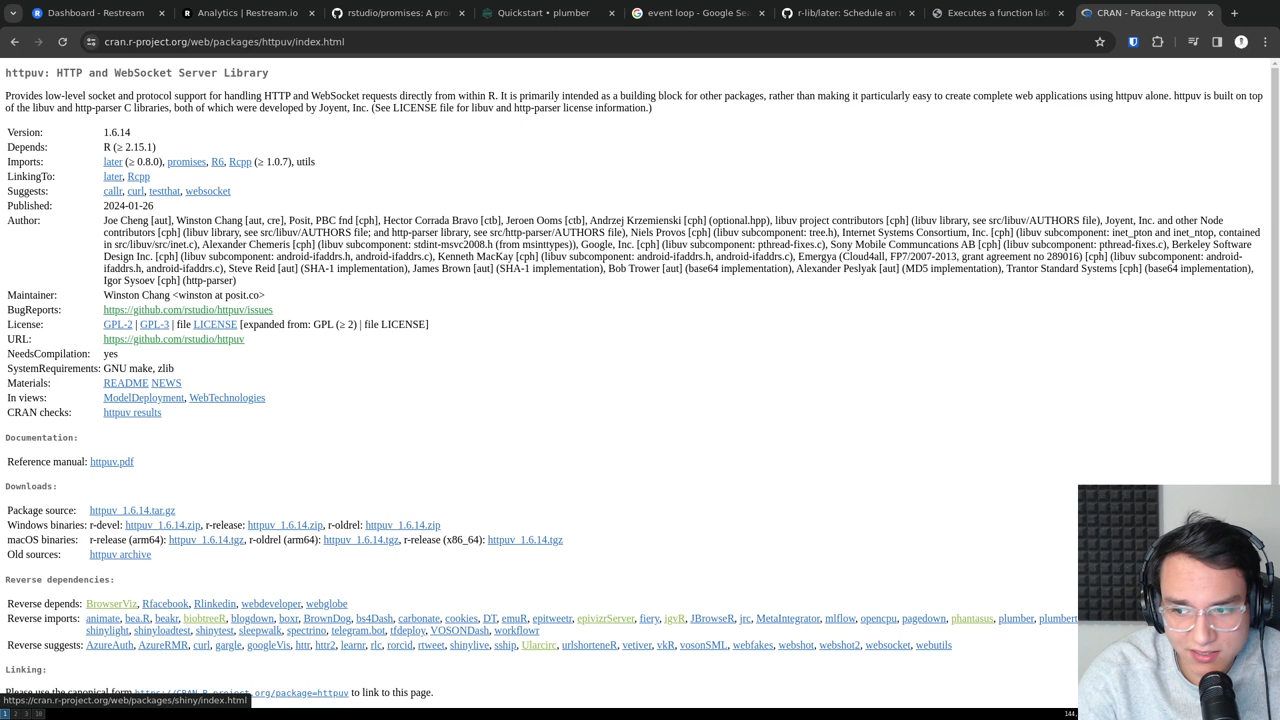 Analytics
Analytics
rstudio/plum
Quickstart • plumber
Google Sea
r-lib/later
Changelog
cran.r-project.org/web/packages/httpuv/index.html
httpuv: HTTP and WebSocket Server Library
Provides low-level socket and protocol support for handling HTTP and WebSocket requests directly from within R. It is primarily intended as a building block for other packages, rather than making it particularly easy to create complete web applications using httpuv alone. httpuv is built on top
of the libuv and http-parser C libraries, both of which were developed by Joyent, Inc. (See LICENSE file for libuv and http-parser license information.)
Version: 1.6.14
Depends: R (≥ 2.15.1)
Imports: later (≥ 0.8.0), promises, R6, Rcpp (≥ 1.0.7), utils
LinkingTo: later, Rcpp
Suggests: callr, curl, testthat, websocket
Published: 2024-01-26
Author: Joe Cheng [aut], Winston Chang [aut, cre], Posit, PBC fnd [cph], Hector Corrada Bravo [ctb], Jeroen Ooms [ctb], Andrzej Krzemienski [cph] (optional.hpp), libuv project contributors [cph] (libuv library, see src/libuv/AUTHORS file), Joyent, Inc. and other Node
contributors [cph] (libuv library, see src/libuv/AUTHORS file; and http-parser library, see src/http-parser/AUTHORS file), Niels Provos [cph] (libuv subcomponent: tree.h), Internet Systems Consortium, Inc. [cph] (libuv subcomponent: inet_pton and inet_ntop, contained
in src/libuv/src/inet.c), Alexander Chemeris [cph] (libuv subcomponent: stdint-msvc2008.h (from msinttypes)), Google, Inc. [cph] (libuv subcomponent: pthread-fixes.c), Sony Mobile Communcations AB [cph] (libuv subcomponent: pthread-fixes.c), Berkeley Software
Design Inc. [cph] (libuv subcomponent: android-ifaddrs.h, android-ifaddrs.c), Kenneth MacKay [cph] (libuv subcomponent: android-ifaddrs.h, android-ifaddrs.c), Emergya (Cloud4all, FP7/2007-2013, grant agreement no 289016) [cph] (libuv subcomponent: android-
ifaddrs.h, android-ifaddrs.c), Steve Reid [aut] (SHA-1 implementation), James Brown [aut] (SHA-1 implementation), Bob Trower [aut] (base64 implementation), Alexander Peslyak [aut] (MD5 implementation), Trantor Standard Systems [cph] (base64 implementation),
Igor Sysoev [cph] (http-parser)
Maintainer: Winston Chang <winston at posit.co>
BugReports: https://github.com/rstudio/httpuv/issues
License: GPL-2 | GPL-3 | file LICENSE [expanded from: GPL (≥ 2) | file LICENSE]
URL: https://github.com/rstudio/httpuv
NeedsCompilation: yes
SystemRequirements: GNU make, zlib
Materials: README NEWS
In views: ModelDeployment, WebTechnologies
CRAN checks: httpuv results
Documentation:
Reference manual: httpuv.pdf
Downloads:
Package source: httpuv_1.6.14.tar.gz
Windows binaries: r-devel: httpuv_1.6.14.zip, r-release: httpuv_1.6.14.zip, r-oldrel: httpuv_1.6.14.zip
macOS binaries: r-release (arm64): httpuv_1.6.14.tgz, r-oldrel (arm64): httpuv_1.6.14.tgz, r-release (x86_64): httpuv_1.6.14.tgz
Old sources: httpuv archive
Reverse dependencies:
Reverse depends: BrowserViz, Rfacebook, Rlinkedin, webdeveloper, webglobe
Reverse imports: animate, bea.R, beakr, biobtreeR, blogdown, boxr, BrownDog, bs4Dash, carbonate, cookies, DT, emuR, epitweetr, epivizrServer, fiery, igvR, JBrowseR, jrc, MetaIntegrator, mlflow, opencpu, pagedown, phantasus, plumber, plumbert
shinylight, shinyloadtest, shinytest, sleepwalk, spectrino, telegram.bot, tfdeploy, VOSONDash, workflowr
Reverse suggests: AzureAuth, AzureRMR, curl, gargle, googleVis, httr, httr2, learnr, rlc, rorcid, rtweet, shinylive, sship, Ularcirc, urlshorteneR, vetiver, vkR, vosonSML, webfakes, webshot, webshot2, websocket, webutils
Linking:
Please use the canonical form https://CRAN.R-project.org/package=httpuv to link to this page.
https://cran.r-project.org/web/packages/shiny/index.html
1 2 3 10
144,